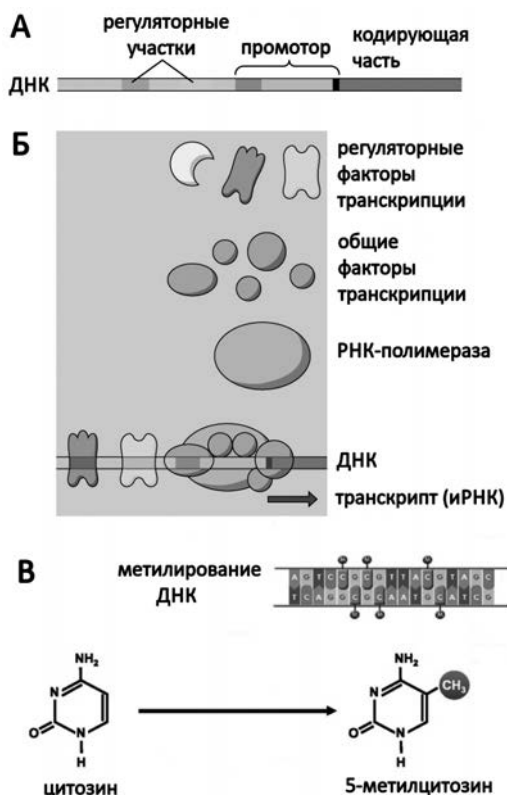 А
регуляторные
участки
промотор
кодирующая
часть
ДНК
Б
регуляторные
факторы
транскрипции
общие
факторы
транскрипции
РНК-полимераза
ДНК
транскрипт (иРНК)
В
метилирование
ДНК
A G T C C G C G T T A C G T A G C
T C A G G C G C A A T G C A T C G
NH₂
N
O
N
H
цитозин
NH₂
CH₃
N
O
N
H
5-метилцитозин